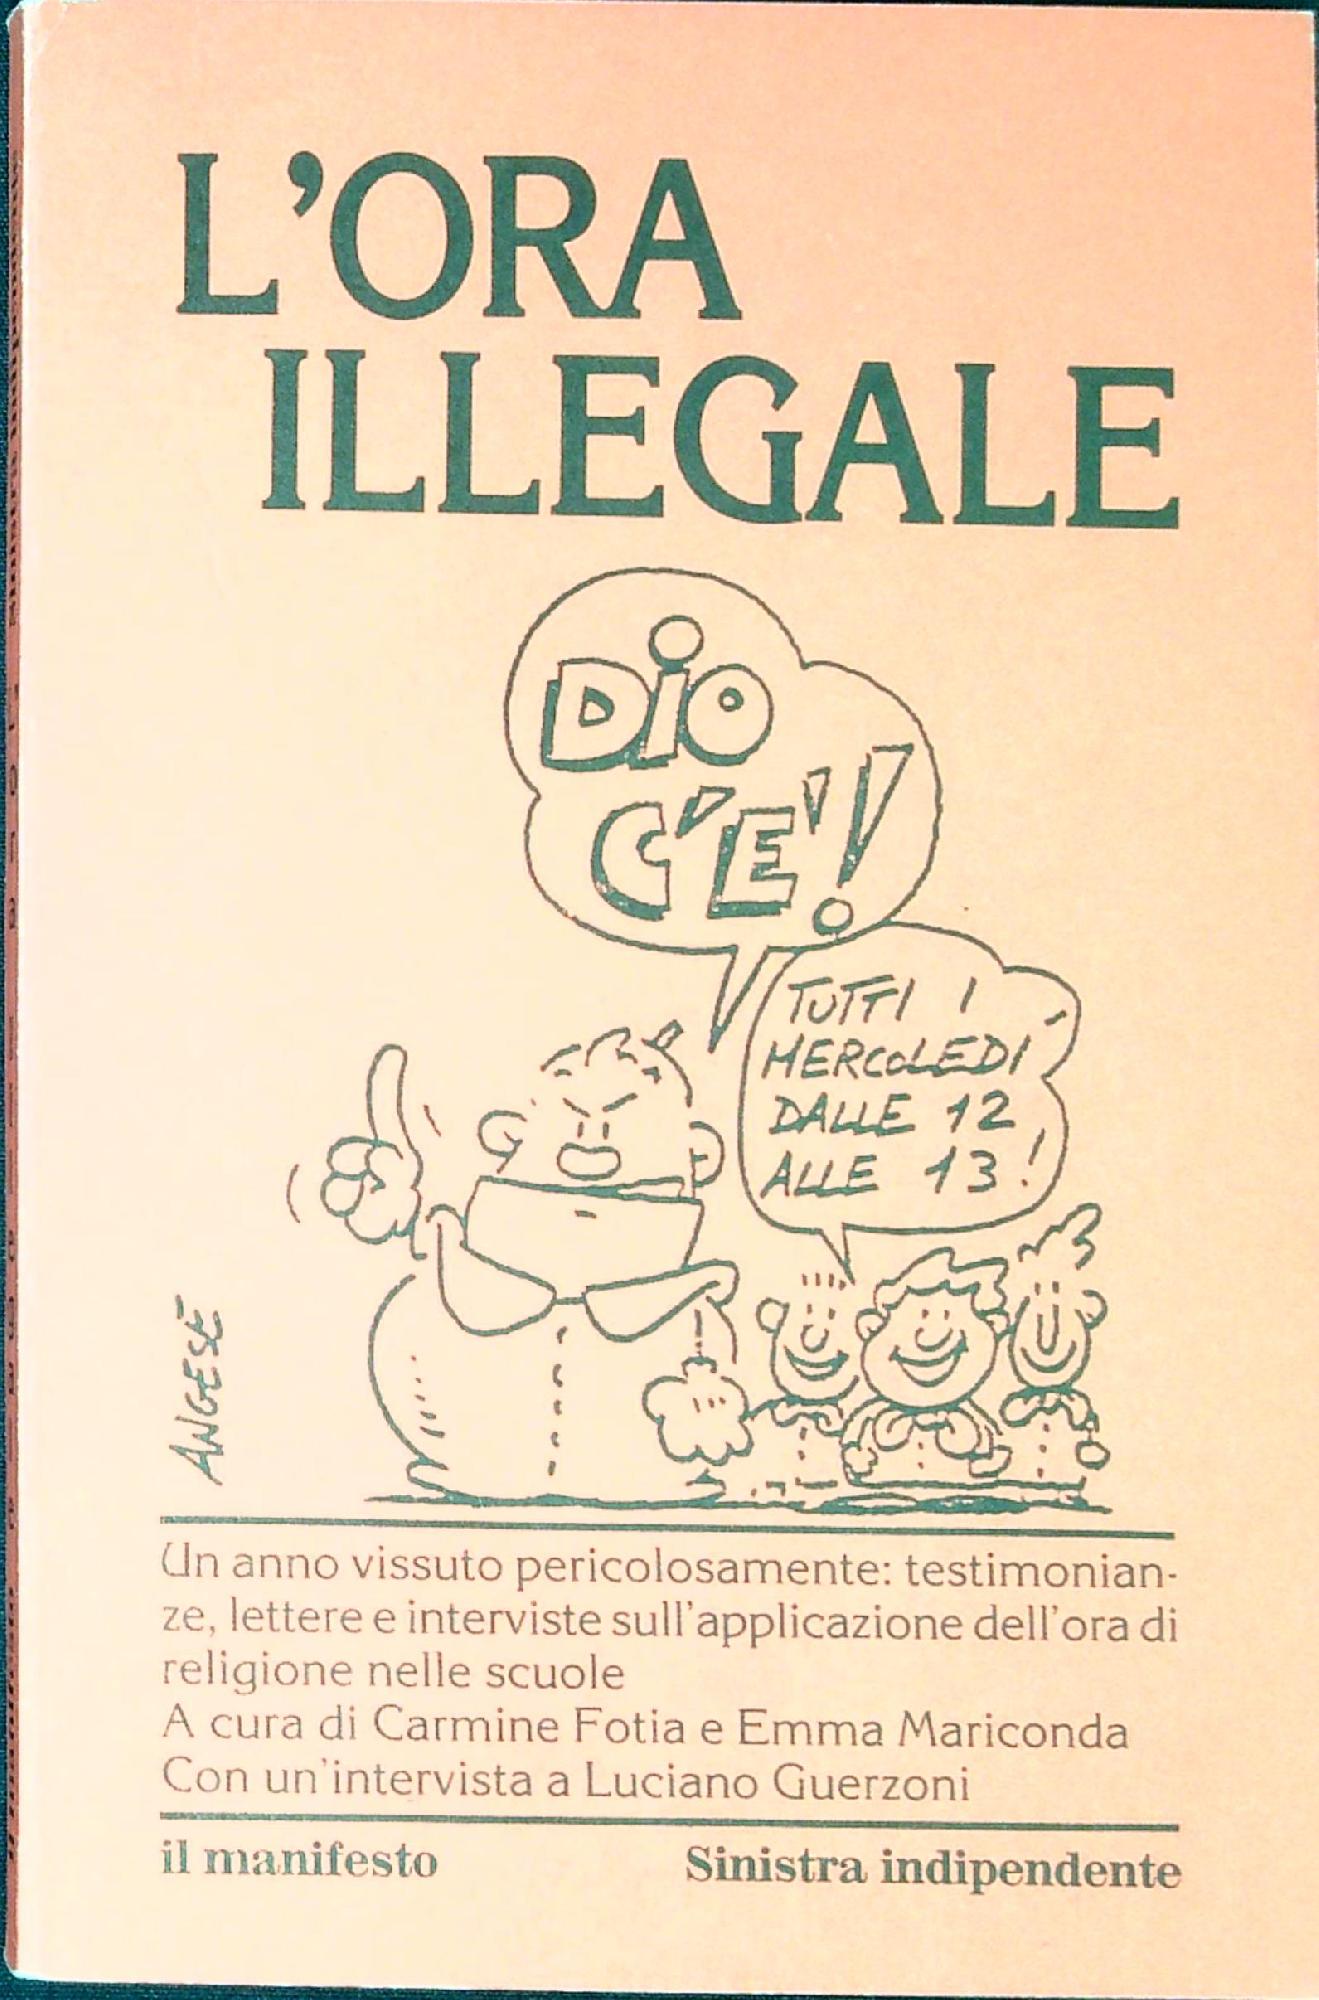 L'ORA
ILLEGALE
DIO
C'E'!
TUTTI I
MERCOLEDI'
DALLE 12
ALLE 13!
ANGESE
Un anno vissuto pericolosamente: testimonian-
ze, lettere e interviste sull'applicazione dell'ora di
religione nelle scuole
A cura di Carmine Fotia e Emma Mariconda
Con un'intervista a Luciano Guerzoni
il manifesto
Sinistra indipendente